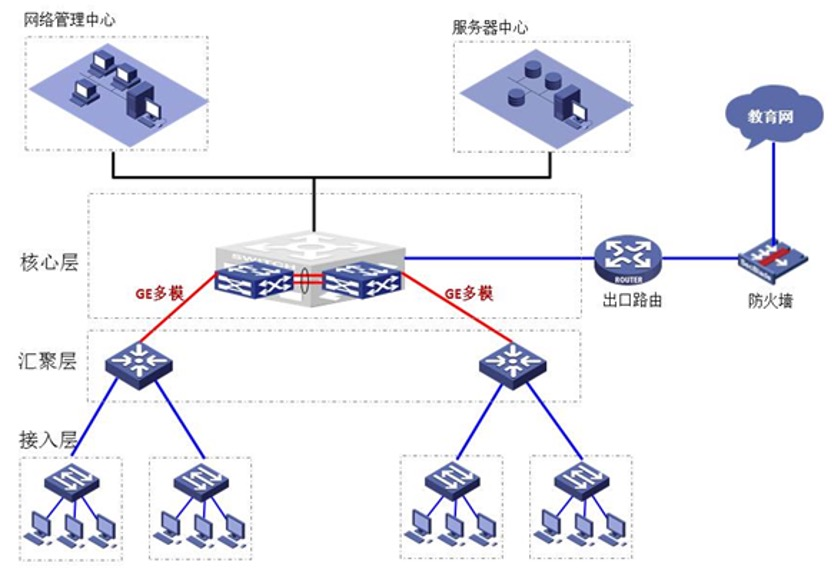 网络管理中心
服务器中心
教育网
核心层
SWITCH
GE多模
GE多模
ROUTER
出口路由
防火墙
汇聚层
接入层